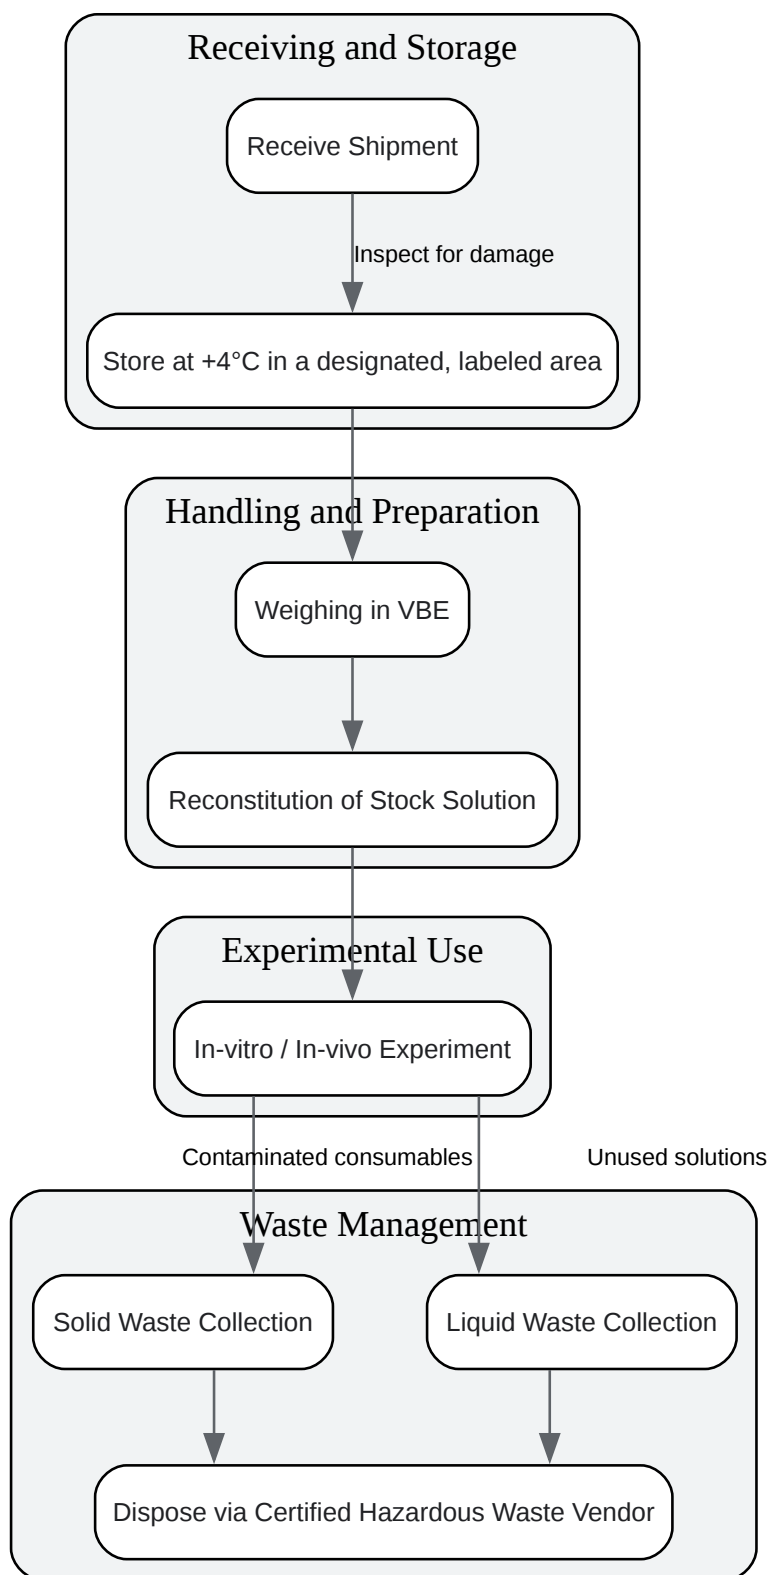 Receiving and Storage
Receive Shipment
Inspect for damage
Store at +4°C in a designated, labeled area
Handling and Preparation
Weighing in VBE
Reconstitution of Stock Solution
Experimental Use
In-vitro / In-vivo Experiment
Contaminated consumables
Unused solutions
Waste Management
Solid Waste Collection
Liquid Waste Collection
Dispose via Certified Hazardous Waste Vendor